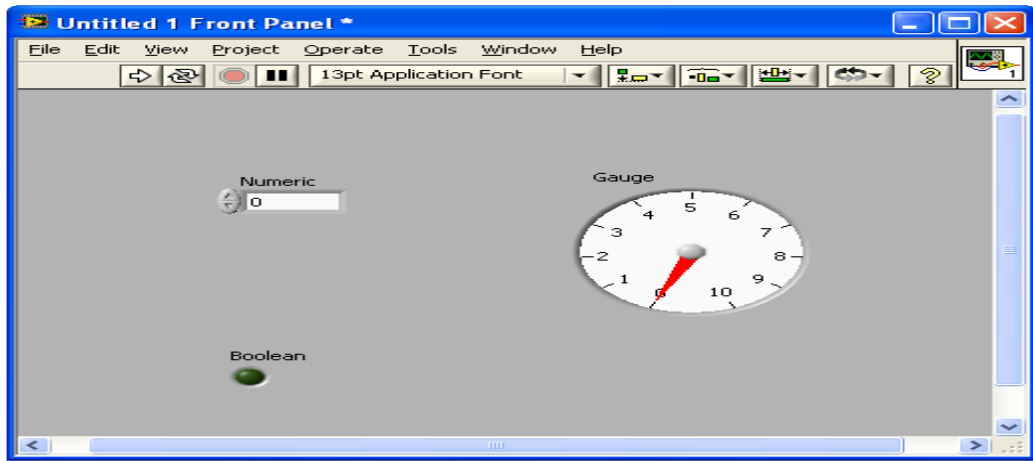 Untitled 1 Front Panel *
File Edit View Project Operate Tools Window Help
13pt Application Font
?
1
Numeric
0
Gauge
0
1
2
3
4
5
6
7
8
9
10
Boolean